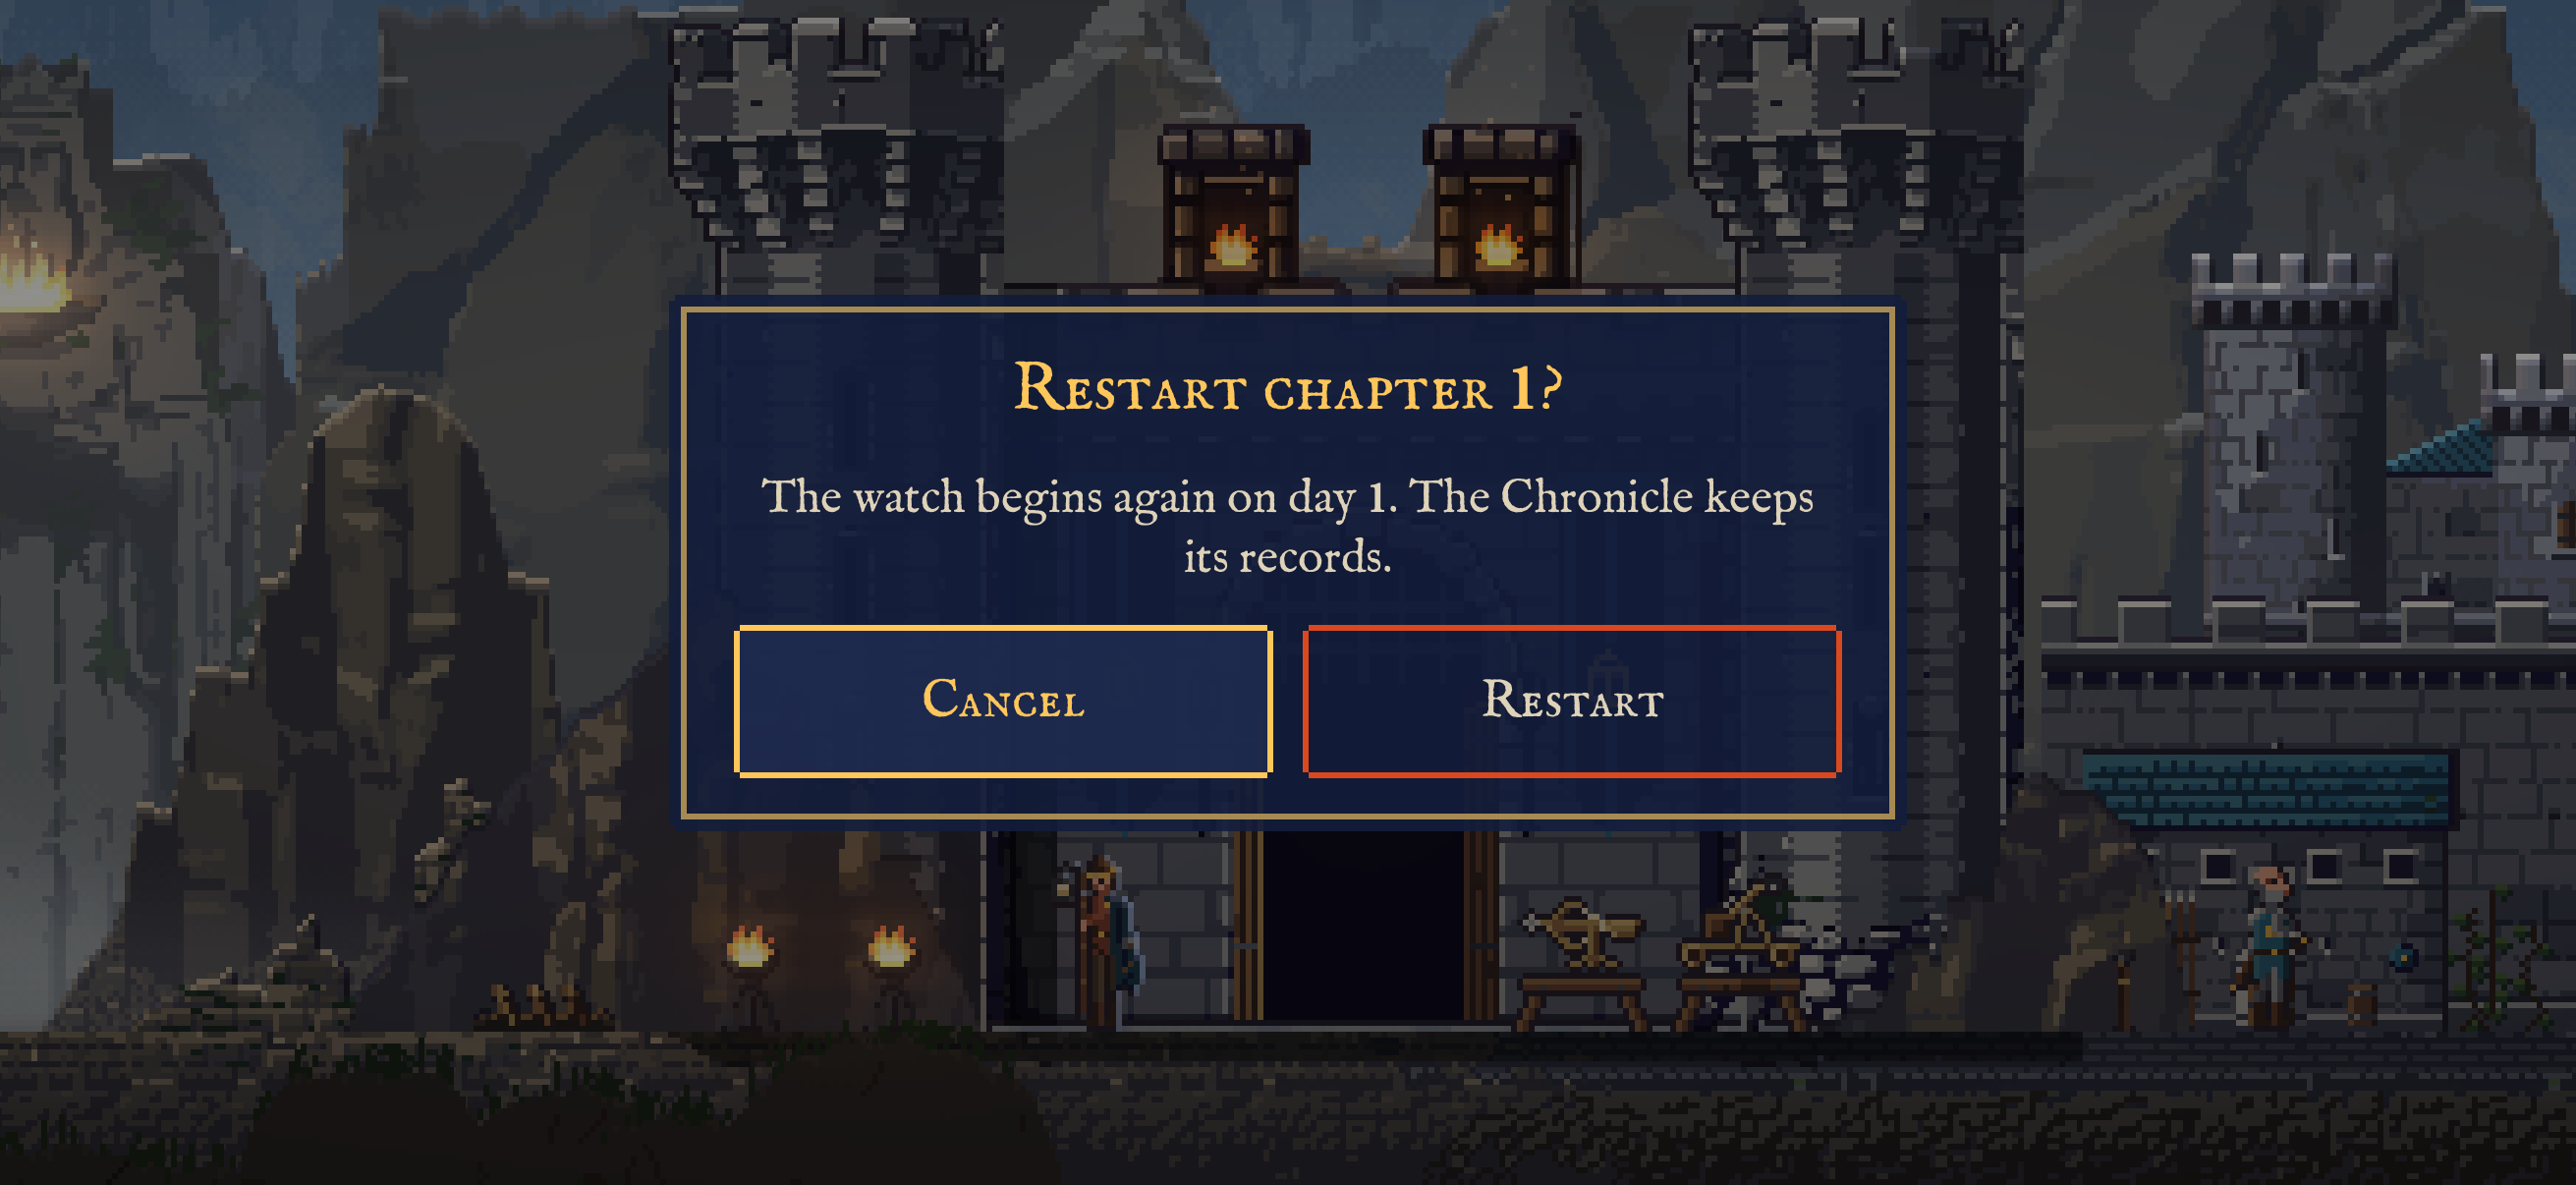 Restart chapter 1?
The watch begins again on day 1. The Chronicle keeps
its records.
Cancel
Restart